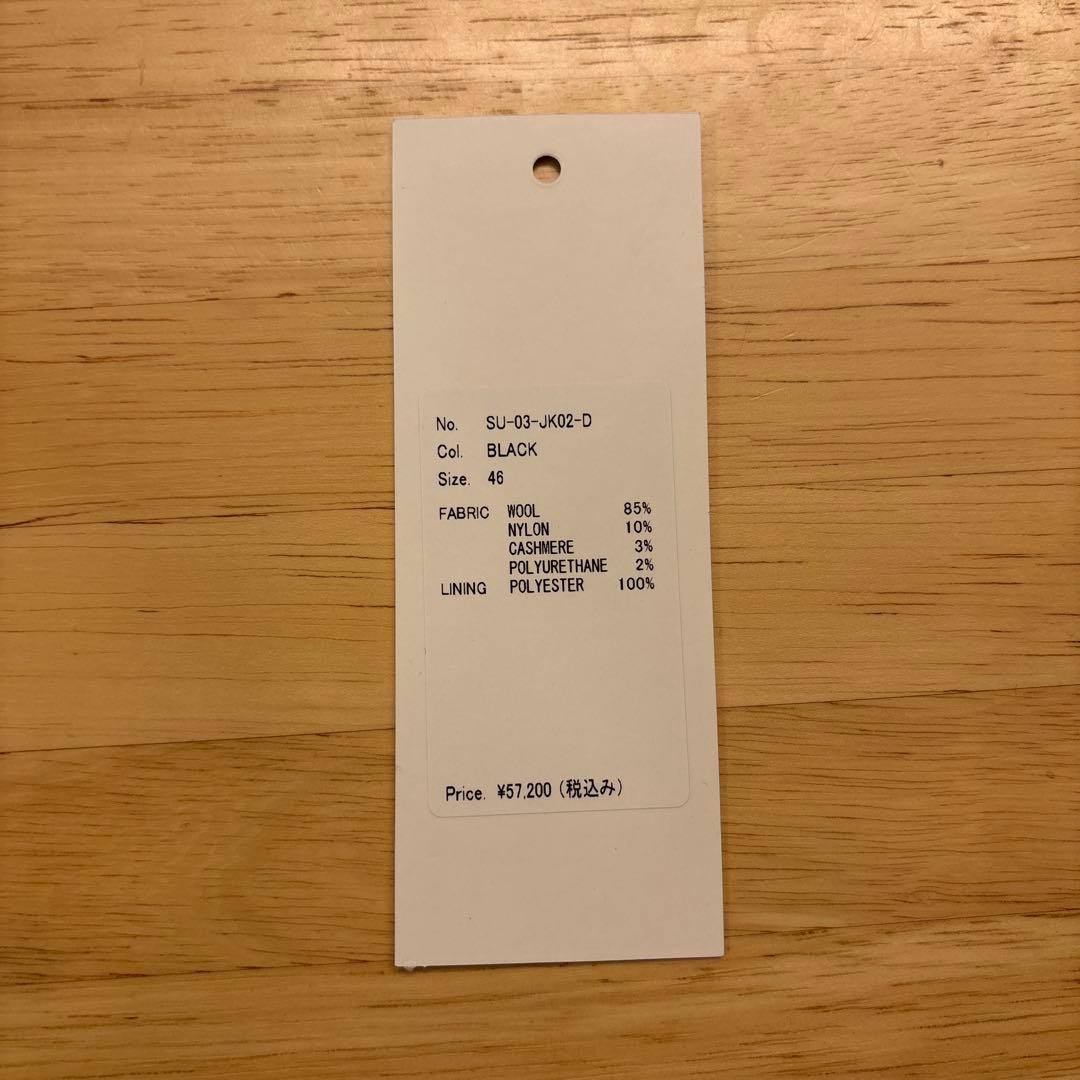 No. SU-03-JK02-D
Col. BLACK
Size. 46
FABRIC WOOL 85%
NYLON 10%
CASHMERE 3%
POLYURETHANE 2%
LINING POLYESTER 100%
Price. ¥57,200 (税込み)